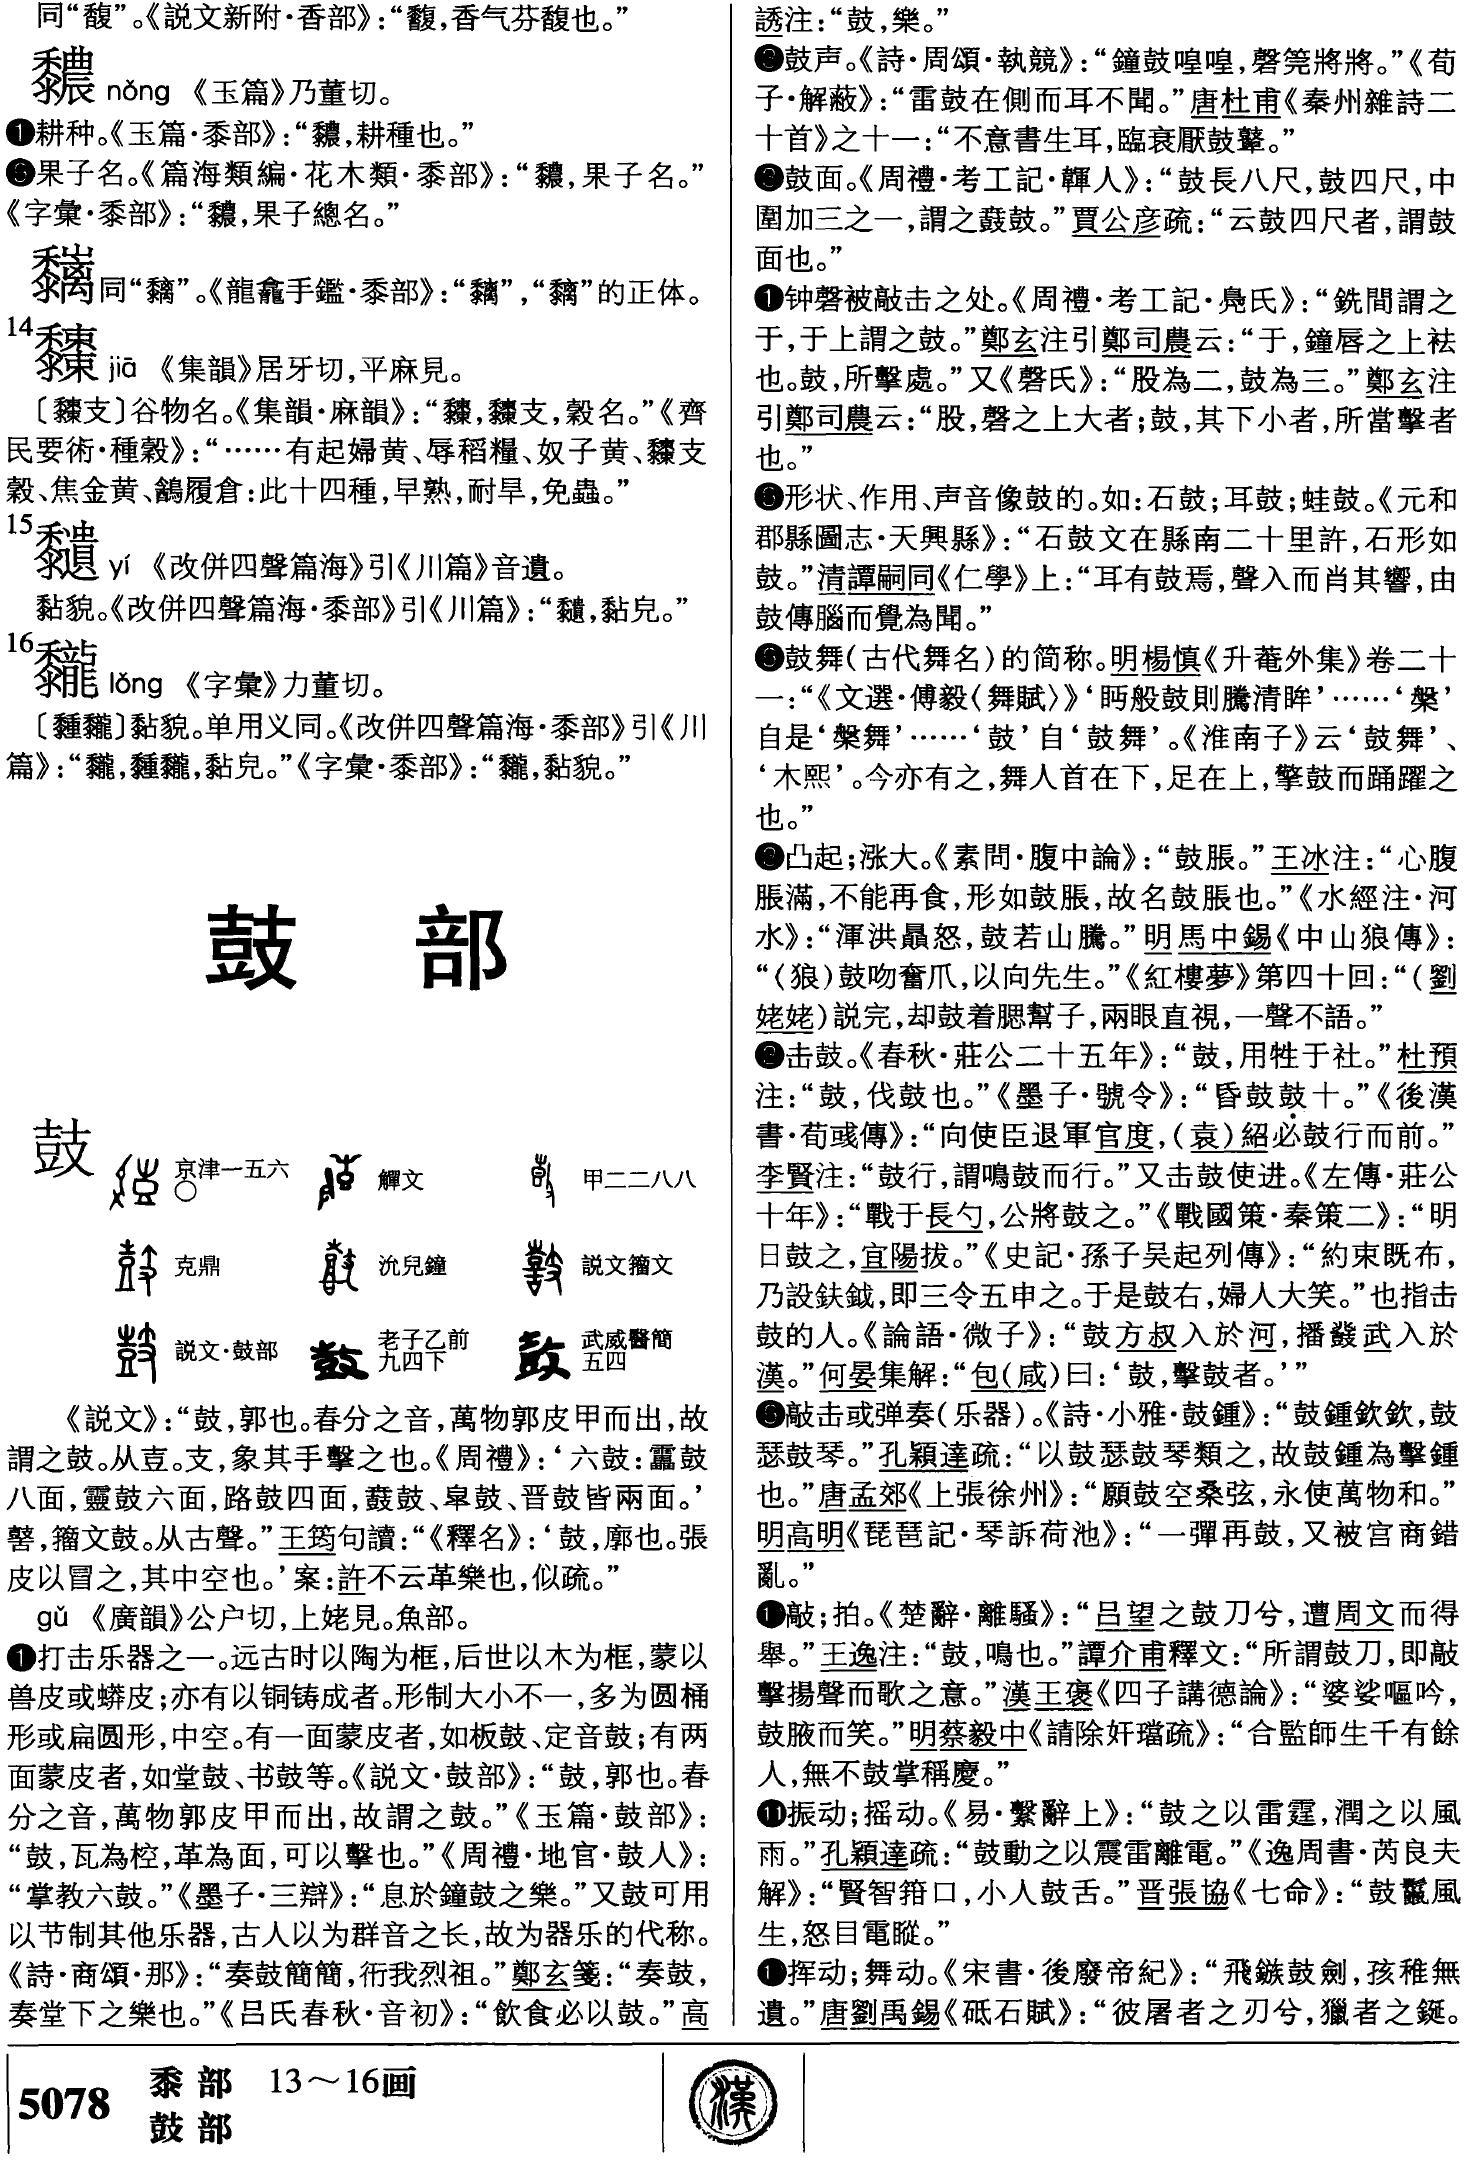 同“馥”。《説文新附·香部》:“馥,香气芬馥也。”
nǒng 《玉篇》乃董切。
❶耕种。《玉篇·黍部》:“,耕種也。”
果子名。《篇海類編·花木類·黍部》:“,果子名。”
《字彙·黍部》:“,果子總名。”
同“”。《龍龕手鑑·黍部》:“”,“”的正体。
14
jiā 《集韻》居牙切,平麻見。
〔支〕谷物名。《集韻·麻韻》:“,支,穀名。”《齊
民要術·種穀》:“……有起婦黄、辱稻糧、奴子黄、支
穀、焦金黄、履倉:此十四種,早熟,耐旱,免蟲。”
15
yí 《改併四聲篇海》引《川篇》音遺。
黏貌。《改併四聲篇海·黍部》引《川篇》:“,黏皃。”
16
lǒng 《字彙》力董切。
〔〕黏貌。单用义同。《改併四聲篇海·黍部》引《川
篇》:“,,黏皃。”《字彙·黍部》:“,黏貌。”
鼓 部
鼓
京津一五六〇 觶文 甲二二八八
克鼎 沇兒鐘 説文籀文
説文·鼓部 老子乙前九四下 武威醫簡五四
《説文》:“鼓,郭也。春分之音,萬物郭皮甲而出,故
謂之鼓。从壴。支,象其手擊之也。《周禮》:‘六鼓:靁鼓
八面,靈鼓六面,路鼓四面,鼖鼓、皋鼓、晋鼓皆兩面。’
,籀文鼓。从古聲。”王筠句讀:“《釋名》:‘鼓,廓也。張
皮以冒之,其中空也。’案:許不云革樂也,似疏。”
gǔ 《廣韻》公户切,上姥見。魚部。
❶打击乐器之一。远古时以陶为框,后世以木为框,蒙以
兽皮或蟒皮;亦有以铜铸成者。形制大小不一,多为圆桶
形或扁圆形,中空。有一面蒙皮者,如板鼓、定音鼓;有两
面蒙皮者,如堂鼓、书鼓等。《説文·鼓部》:“鼓,郭也。春
分之音,萬物郭皮甲而出,故謂之鼓。”《玉篇·鼓部》:
“鼓,瓦為椌,革為面,可以擊也。”《周禮·地官·鼓人》:
“掌教六鼓。”《墨子·三辯》:“息於鐘鼓之樂。”又鼓可用
以节制其他乐器,古人以为群音之长,故为器乐的代称。
《詩·商頌·那》:“奏鼓簡簡,衎我烈祖。”鄭玄箋:“奏鼓,
奏堂下之樂也。”《吕氏春秋·音初》:“飲食必以鼓。”高
誘注:“鼓,樂。”
鼓声。《詩·周頌·執競》:“鐘鼓喤喤,磬筦將將。”《荀
子·解蔽》:“雷鼓在側而耳不聞。”唐杜甫《秦州雜詩二
十首》之十一:“不意書生耳,臨衰厭鼓鼙。”
鼓面。《周禮·考工記·韗人》:“鼓長八尺,鼓四尺,中
圍加三之一,謂之鼖鼓。”賈公彦疏:“云鼓四尺者,謂鼓
面也。”
钟磬被敲击之处。《周禮·考工記·鳧氏》:“銑間謂之
于,于上謂之鼓。”鄭玄注引鄭司農云:“于,鐘唇之上袪
也。鼓,所擊處。”又《磬氏》:“股為二,鼓為三。”鄭玄注
引鄭司農云:“股,磬之上大者;鼓,其下小者,所當擊者
也。”
形状、作用、声音像鼓的。如:石鼓;耳鼓;蛙鼓。《元和
郡縣圖志·天興縣》:“石鼓文在縣南二十里許,石形如
鼓。”清譚嗣同《仁學》上:“耳有鼓焉,聲入而肖其響,由
鼓傳腦而覺為聞。”
鼓舞(古代舞名)的简称。明楊慎《升菴外集》卷二十
一:“《文選·傅毅〈舞賦〉》‘眄般鼓則騰清眸’……‘槃’
自是‘槃舞’……‘鼓’自‘鼓舞’。《淮南子》云‘鼓舞’、
‘木熙’。今亦有之,舞人首在下,足在上,擎鼓而踊躍之
也。”
凸起;涨大。《素問·腹中論》:“鼓脹。”王冰注:“心腹
脹滿,不能再食,形如鼓脹,故名鼓脹也。”《水經注·河
水》:“渾洪贔怒,鼓若山騰。”明馬中錫《中山狼傳》:
“(狼)鼓吻奮爪,以向先生。”《紅樓夢》第四十回:“(劉
姥姥)説完,却鼓着腮幫子,兩眼直視,一聲不語。”
击鼓。《春秋·莊公二十五年》:“鼓,用牲于社。”杜預
注:“鼓,伐鼓也。”《墨子·號令》:“昏鼓鼓十。”《後漢
書·荀彧傳》:“向使臣退軍官度,(袁)紹必鼓行而前。”
李賢注:“鼓行,謂鳴鼓而行。”又击鼓使进。《左傳·莊公
十年》:“戰于長勺,公將鼓之。”《戰國策·秦策二》:“明
日鼓之,宜陽拔。”《史記·孫子吴起列傳》:“約束既布,
乃設鈇鉞,即三令五申之。于是鼓右,婦人大笑。”也指击
鼓的人。《論語·微子》:“鼓方叔入於河,播鼗武入於
漢。”何晏集解:“包(咸)曰:‘鼓,擊鼓者。’”
敲击或弹奏(乐器)。《詩·小雅·鼓鍾》:“鼓鍾欽欽,鼓
瑟鼓琴。”孔穎達疏:“以鼓瑟鼓琴類之,故鼓鍾為擊鍾
也。”唐孟郊《上張徐州》:“願鼓空桑弦,永使萬物和。”
明高明《琵琶記·琴訴荷池》:“一彈再鼓,又被宫商錯
亂。”
敲;拍。《楚辭·離騷》:“吕望之鼓刀兮,遭周文而得
舉。”王逸注:“鼓,鳴也。”譚介甫釋文:“所謂鼓刀,即敲
擊揚聲而歌之意。”漢王褒《四子講德論》:“婆娑嘔吟,
鼓腋而笑。”明蔡毅中《請除奸璫疏》:“合監師生千有餘
人,無不鼓掌稱慶。”
⓫振动;摇动。《易·繫辭上》:“鼓之以雷霆,潤之以風
雨。”孔穎達疏:“鼓動之以震雷離電。”《逸周書·芮良夫
解》:“賢智箝口,小人鼓舌。”晋張協《七命》:“鼓鬣風
生,怒目電瞛。”
挥动;舞动。《宋書·後廢帝紀》:“飛鏃鼓劍,孩稚無
遺。”唐劉禹錫《砥石賦》:“彼屠者之刃兮,獵者之鋋。
5078 黍部 13～16画
鼓部
漢